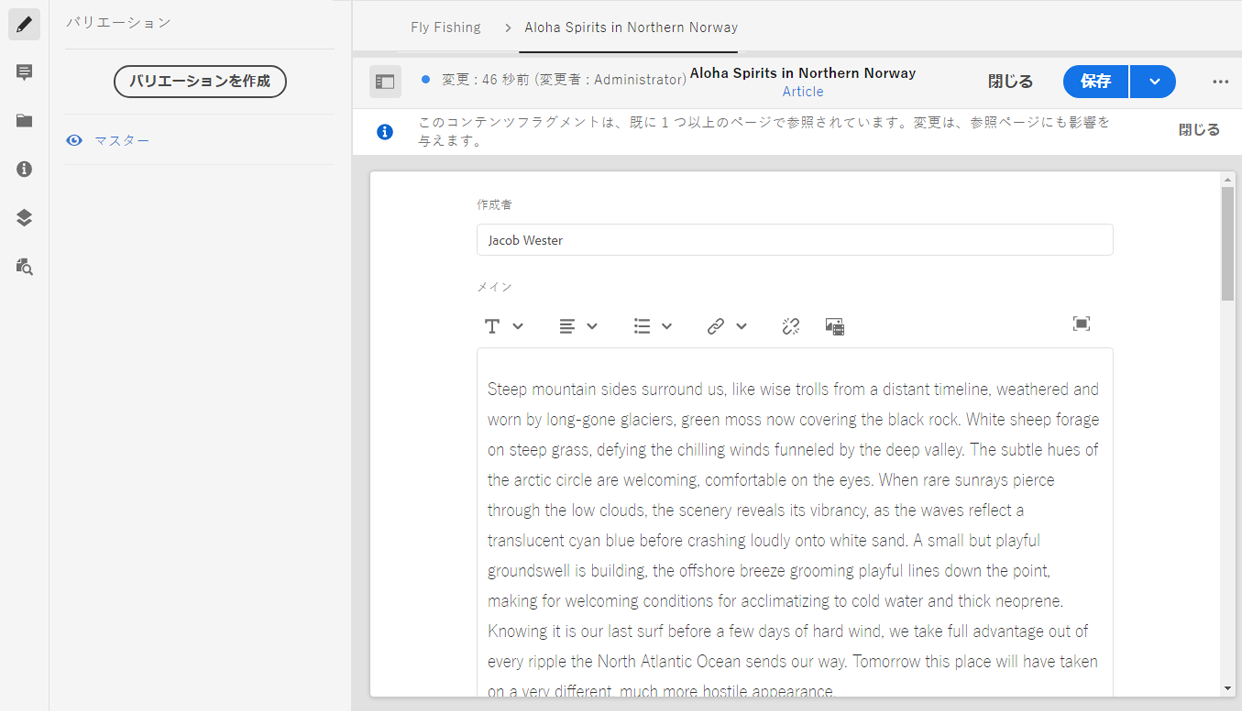 バリエーション
バリエーションを作成
マスター
Fly Fishing
Aloha Spirits in Northern Norway
変更 : 46 秒前 (変更者 : Administrator)
Aloha Spirits in Northern Norway
Article
閉じる
保存
このコンテンツフラグメントは、既に 1 つ以上のページで参照されています。変更は、参照ページにも影響を
与えます。
閉じる
作成者
Jacob Wester
メイン
Steep mountain sides surround us, like wise trolls from a distant timeline, weathered and
worn by long-gone glaciers, green moss now covering the black rock. White sheep forage
on steep grass, defying the chilling winds funneled by the deep valley. The subtle hues of
the arctic circle are welcoming, comfortable on the eyes. When rare sunrays pierce
through the low clouds, the scenery reveals its vibrancy, as the waves reflect a
translucent cyan blue before crashing loudly onto white sand. A small but playful
groundswell is building, the offshore breeze grooming playful lines down the point,
making for welcoming conditions for acclimatizing to cold water and thick neoprene.
Knowing it is our last surf before a few days of hard wind, we take full advantage out of
every ripple the North Atlantic Ocean sends our way. Tomorrow this place will have taken
on a very different, much more hostile appearance.